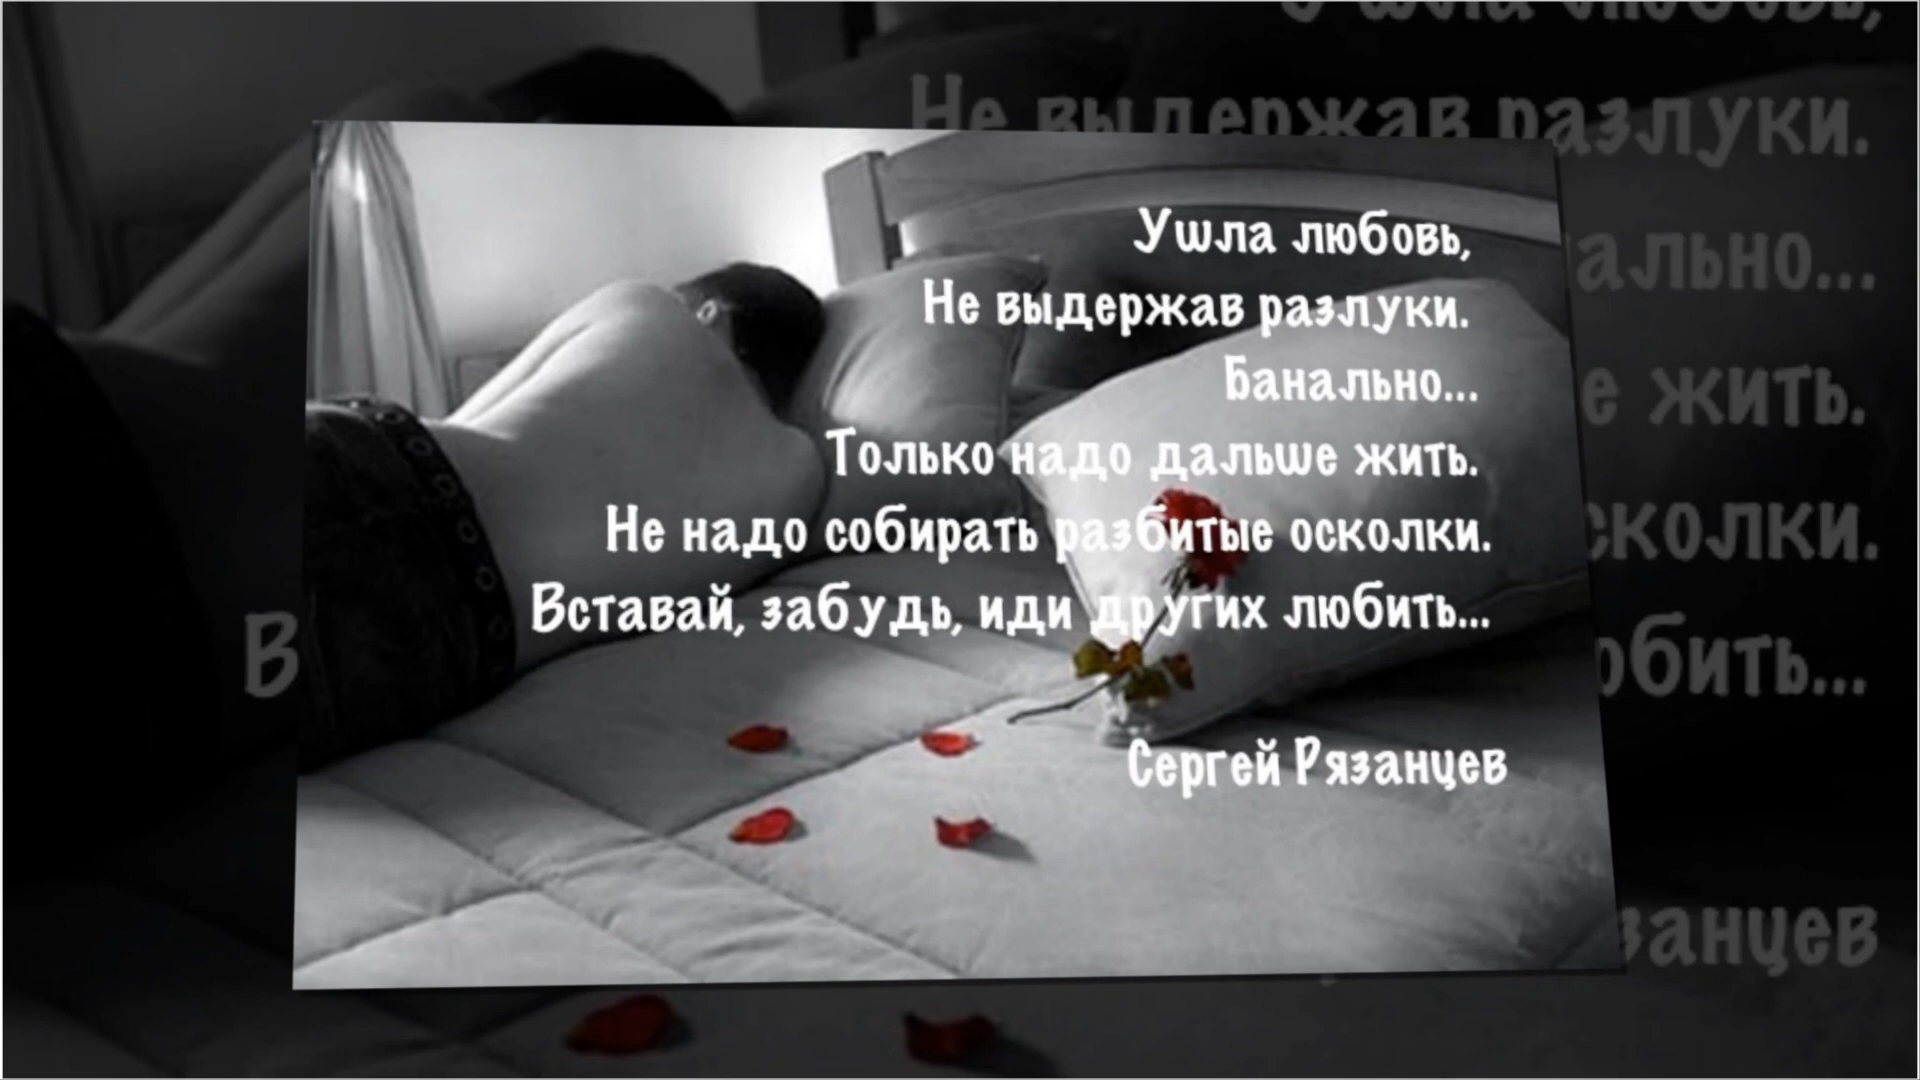 Ушла любовь,
Не выдержав разлуки.
Банально...
Только надо дальше жить.
Не надо собирать разбитые осколки.
Вставай, забудь, иди других любить...
Сергей Рязанцев